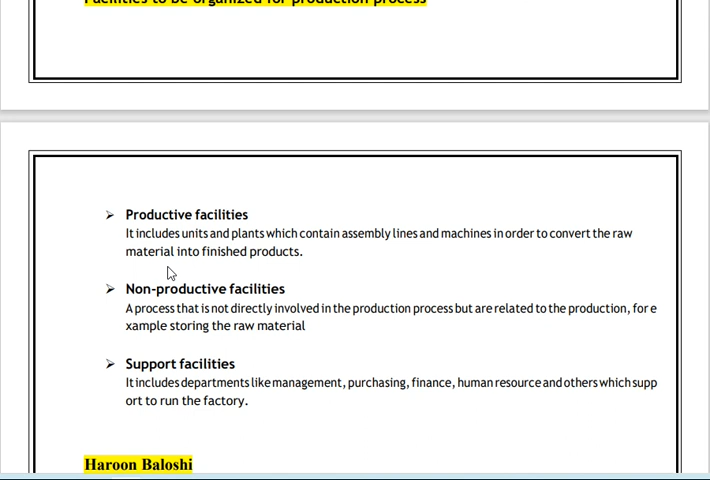 Facilities to be organized for production process
Productive facilities
It includes units and plants which contain assembly lines and machines in order to convert the raw
material into finished products.
Non-productive facilities
A process that is not directly involved in the production process but are related to the production, for e
xample storing the raw material
Support facilities
It includes departments like management, purchasing, finance, human resource and others which supp
ort to run the factory.
Haroon Baloshi